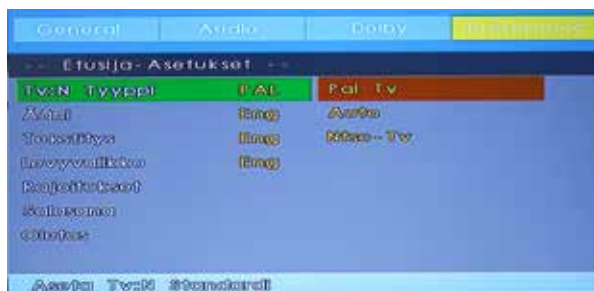 General Audio Dolby
-- Etusija-Asetukset --
Tv:N Tyyppi PAL Pal Tv
Ääni Eng Auto
Tekstitys Eng Ntsc-Tv
Levyvalikko Eng
Rajoitukset
Salasana
Oletus
Aseta Tv:N Standardi